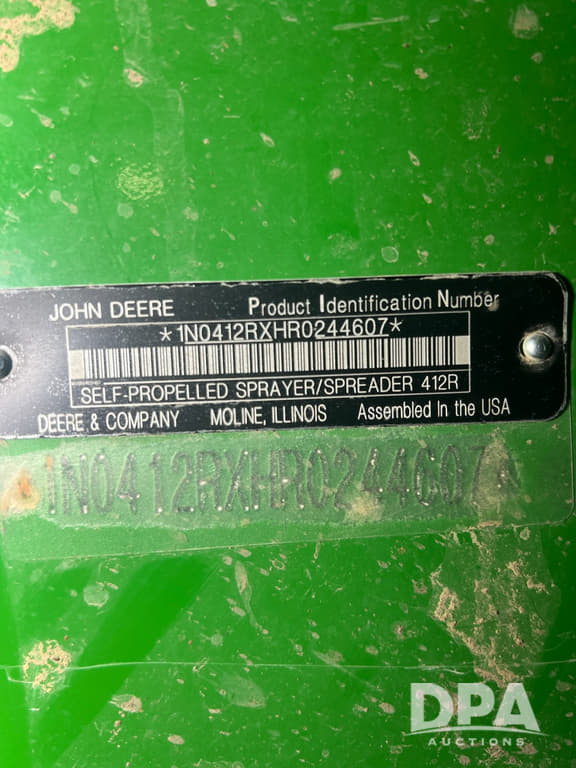 JOHN DEERE Product Identification Number
*1N0412RXHR0244607*
SELF-PROPELLED SPRAYER/SPREADER 412R
DEERE & COMPANY MOLINE, ILLINOIS Assembled In the USA
1N0412RXHR0244607*
DPA
AUCTIONS